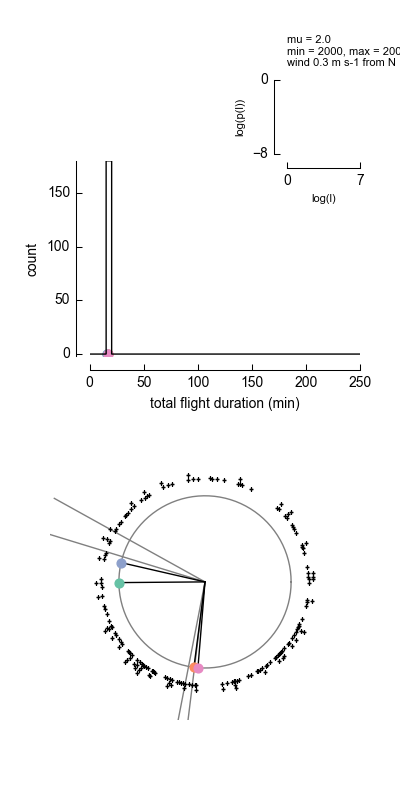 mu = 2.0
min = 2000, max = 200
wind 0.3 m s-1 from N
0
log(p(l))
−8
0 7
log(l)
150
100
50
0
count
0 50 100 150 200 250
total flight duration (min)